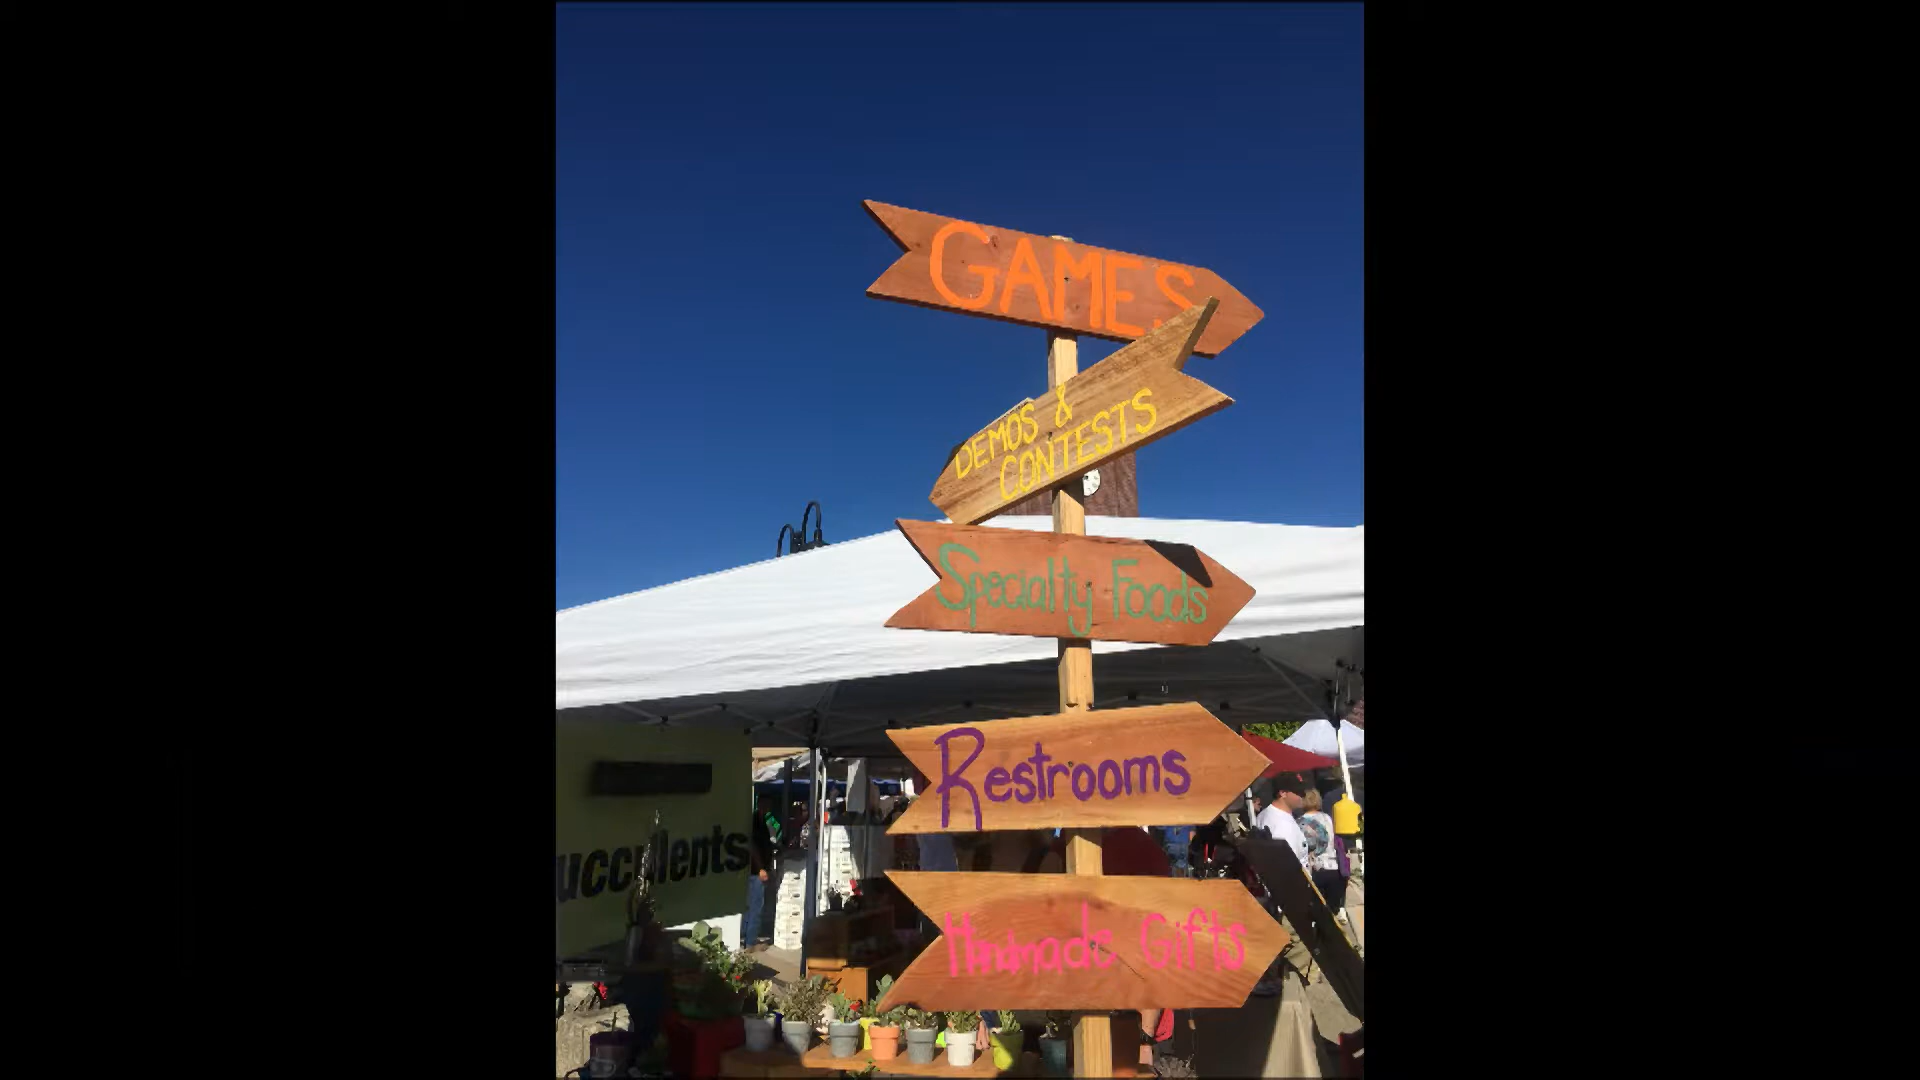 GAMES
DEMOS &
CONTESTS
Specialty Foods
Restrooms
Handmade Gifts
ucculents